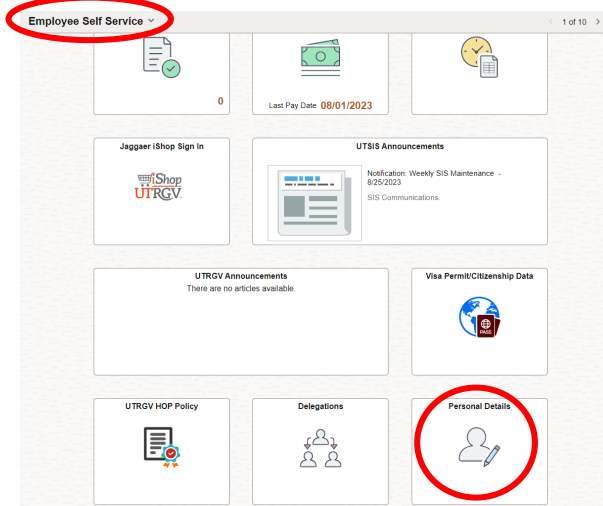 Employee Self Service
1 of 10
0
Last Pay Date 08/01/2023
Jaggaer iShop Sign In
UTSIS Announcements
iShop
UTRGV
Notification: Weekly SIS Maintenance -
8/25/2023
SIS Communications.
UTRGV Announcements
There are no articles available.
Visa Permit/Citizenship Data
PASS
UTRGV HOP Policy
Delegations
Personal Details